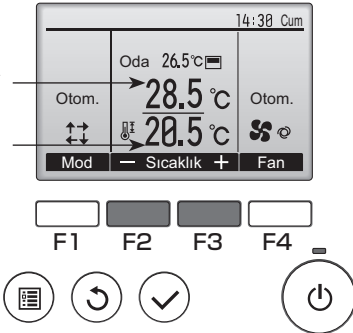 14:30 Cum
Oda 26.5°C
28.5 °C
Otom. Otom.
20.5 °C
Mod — Sıcaklık + Fan
F1 F2 F3 F4